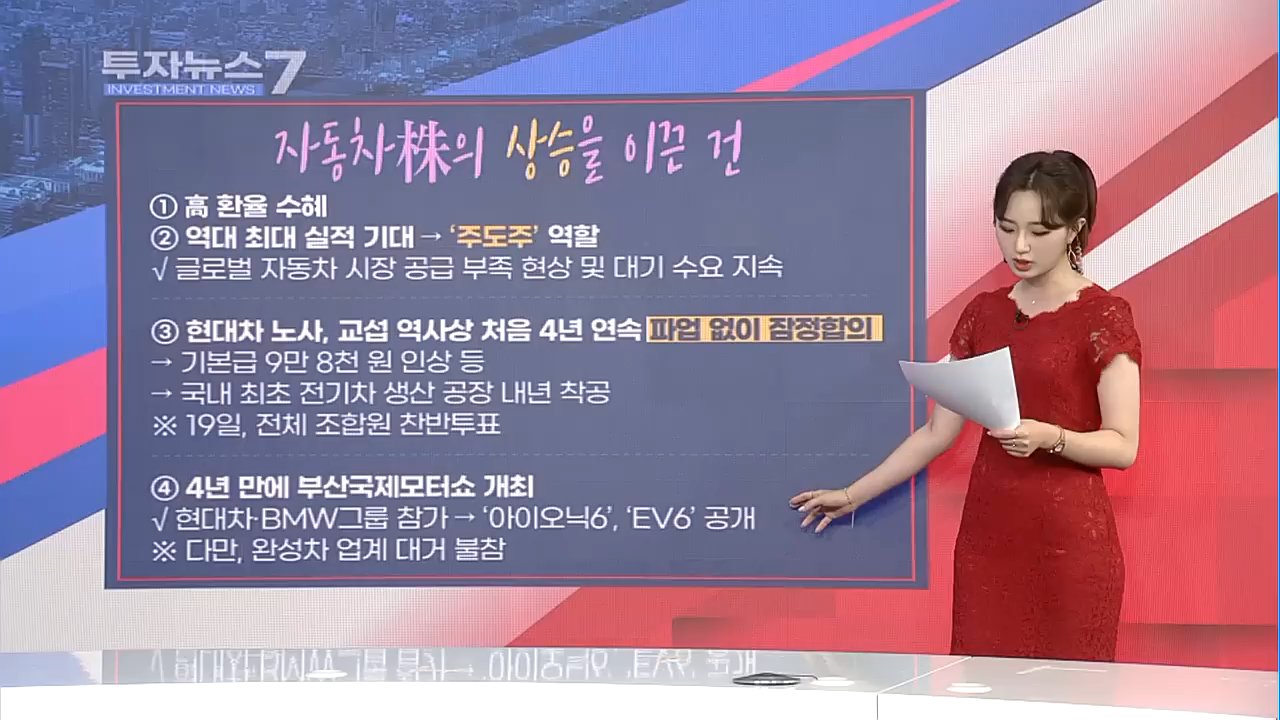 투자뉴스7
INVESTMENT NEWS
자동차株의 상승을 이끈 건
① 高 환율 수혜
② 역대 최대 실적 기대→ ‘주도주’ 역할
√ 글로벌 자동차 시장 공급 부족 현상 및 대기 수요 지속
③ 현대차 노사, 교섭 역사상 처음 4년 연속 파업 없이 잠정합의
→ 기본급 9만 8천 원 인상 등
→ 국내 최초 전기차 생산 공장 내년 착공
※ 19일, 전체 조합원 찬반투표
④ 4년 만에 부산국제모터쇼 개최
√ 현대차·BMW그룹 참가→ ‘아이오닉6’, ‘EV6’ 공개
※ 다만, 완성차 업계 대거 불참